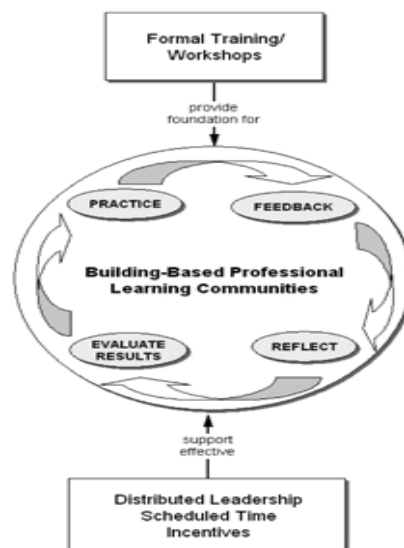 Formal Training/
Workshops
provide
foundation for
PRACTICE
FEEDBACK
Building-Based Professional
Learning Communities
EVALUATE
RESULTS
REFLECT
support
effective
Distributed Leadership
Scheduled Time
Incentives